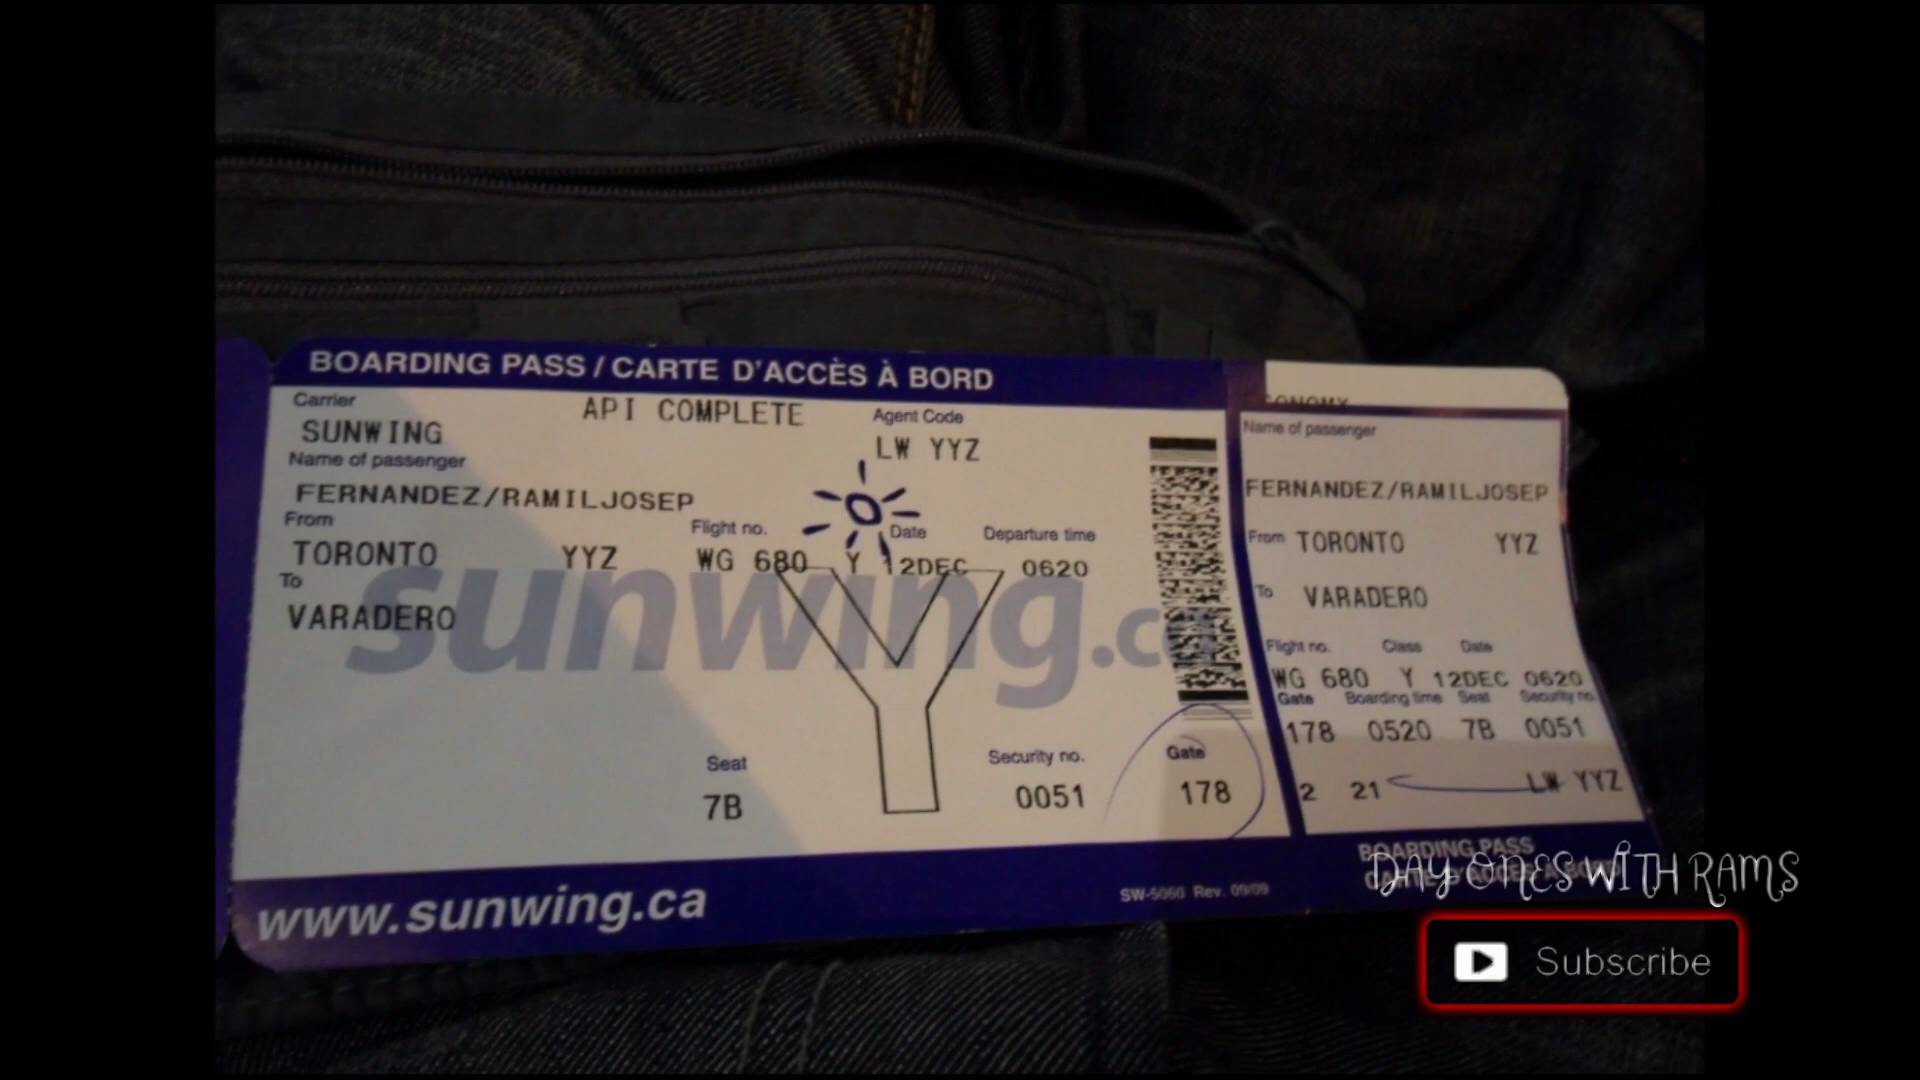 BOARDING PASS / CARTE D'ACCÈS À BORD
Carrier
API COMPLETE
Agent Code
SUNWING
LW YYZ
Name of passenger
FERNANDEZ/RAMILJOSEP
From
Flight no.
Date
Departure time
TORONTO YYZ WG 680 Y 12DEC 0620
To
VARADERO
sunwing.c
Y
Seat
Security no.
Gate
7B 0051 178
www.sunwing.ca
SW-5060 Rev. 09/09
Name of passenger
FERNANDEZ/RAMILJOSEP
From TORONTO YYZ
To VARADERO
Flight no. Class Date
WG 680 Y 12DEC 0620
Gate Boarding time Seat Security no.
178 0520 7B 0051
2 21 LW YYZ
BOARDING PASS
CARTE D'ACCÈS À BORD
DAY ONES WITH RAMS
Subscribe